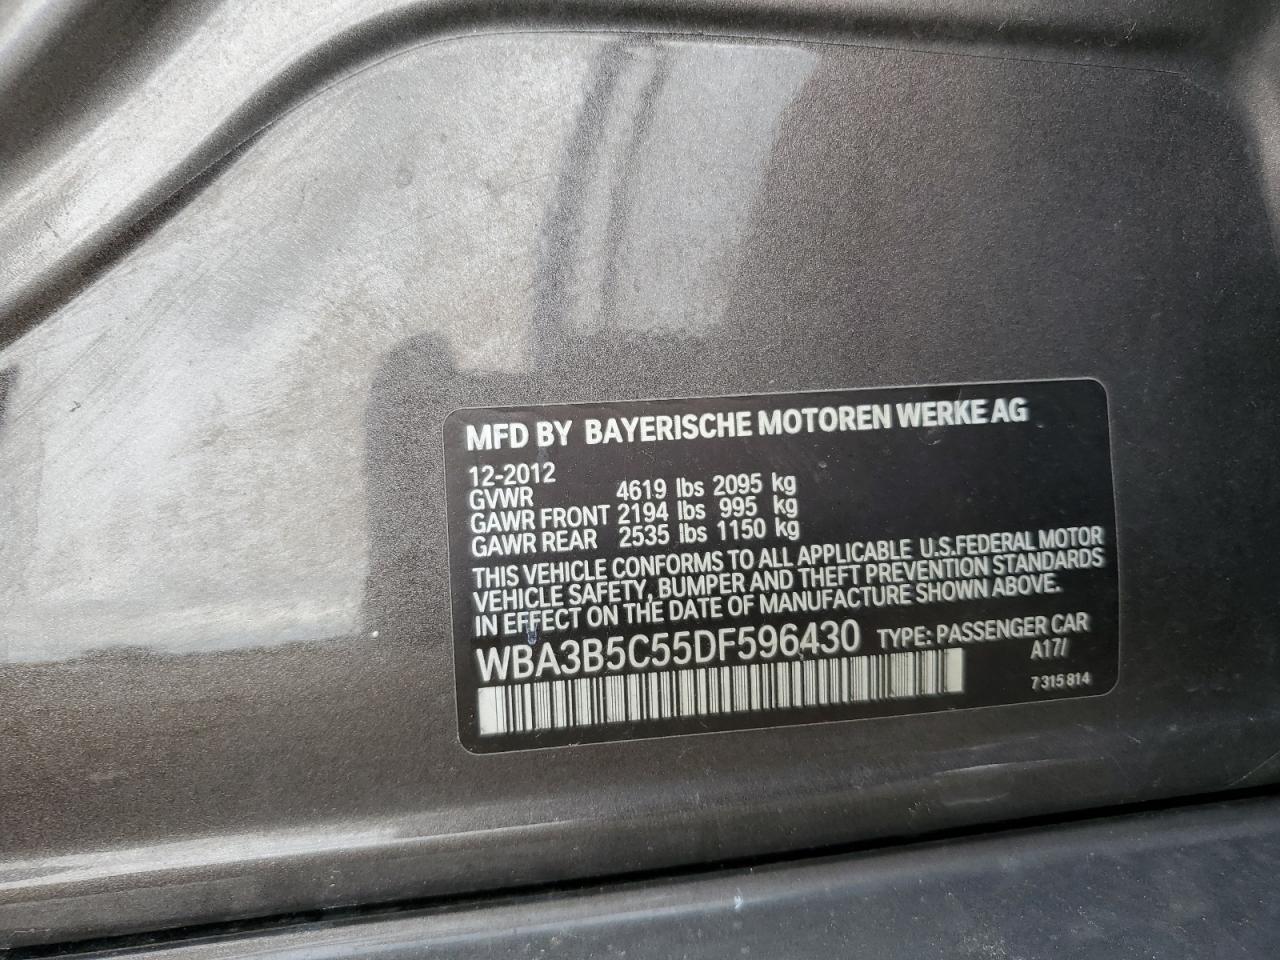 MFD BY BAYERISCHE MOTOREN WERKE AG
12-2012
GVWR 4619 lbs 2095 kg
GAWR FRONT 2194 lbs 995 kg
GAWR REAR 2535 lbs 1150 kg
THIS VEHICLE CONFORMS TO ALL APPLICABLE U.S.FEDERAL MOTOR
VEHICLE SAFETY, BUMPER AND THEFT PREVENTION STANDARDS
IN EFFECT ON THE DATE OF MANUFACTURE SHOWN ABOVE.
WBA3B5C55DF596430 TYPE: PASSENGER CAR
A17/
7 315 814